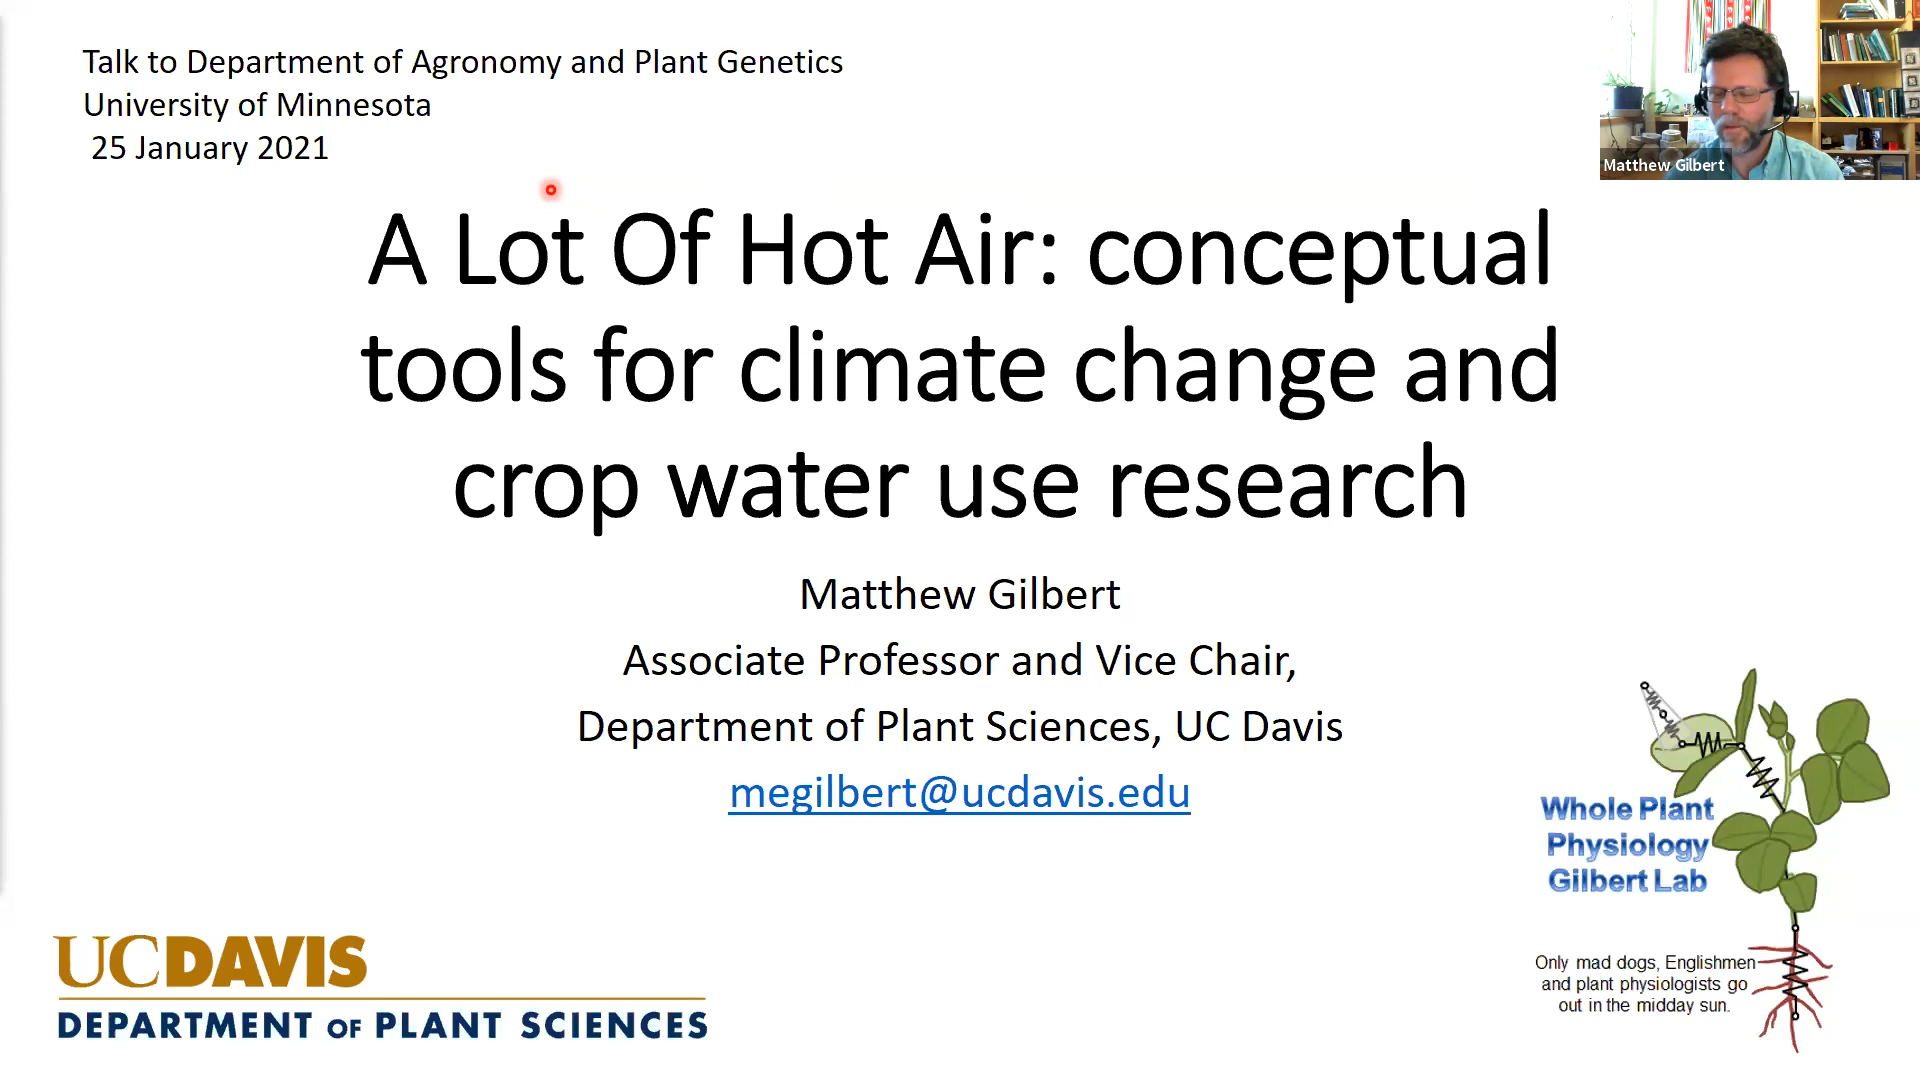 Talk to Department of Agronomy and Plant Genetics
University of Minnesota
25 January 2021
Matthew Gilbert
A Lot Of Hot Air: conceptual
tools for climate change and
crop water use research
Matthew Gilbert
Associate Professor and Vice Chair,
Department of Plant Sciences, UC Davis
megilbert@ucdavis.edu
Whole Plant
Physiology
Gilbert Lab
Only mad dogs, Englishmen
and plant physiologists go
out in the midday sun.
UCDAVIS
DEPARTMENT OF PLANT SCIENCES